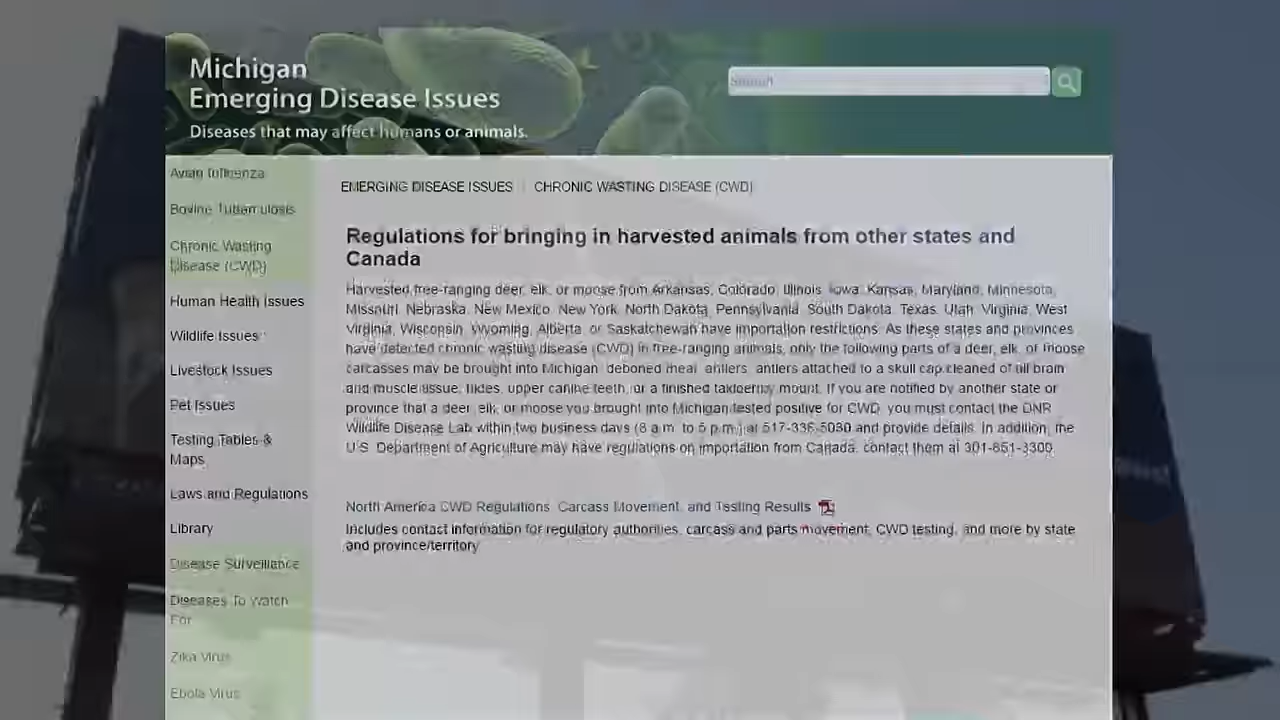 Michigan
Emerging Disease Issues
Diseases that may affect humans or animals.
Search
Avian Influenza
Bovine Tuberculosis
Chronic Wasting
Disease (CWD)
Human Health Issues
Wildlife Issues
Livestock Issues
Pet Issues
Testing Tables &
Maps
Laws and Regulations
Library
Disease Surveillance
Diseases To Watch
For
Zika Virus
Ebola Virus
EMERGING DISEASE ISSUES | CHRONIC WASTING DISEASE (CWD)
Regulations for bringing in harvested animals from other states and
Canada
Harvested free-ranging deer, elk, or moose from Arkansas, Colorado, Illinois, Iowa, Kansas, Maryland, Minnesota,
Missouri, Nebraska, New Mexico, New York, North Dakota, Pennsylvania, South Dakota, Texas, Utah, Virginia, West
Virginia, Wisconsin, Wyoming, Alberta, or Saskatchewan have importation restrictions. As these states and provinces
have detected chronic wasting disease (CWD) in free-ranging animals, only the following parts of a deer, elk, or moose
carcasses may be brought into Michigan: deboned meat, antlers, antlers attached to a skull cap cleaned of all brain
and muscle tissue, hides, upper canine teeth, or a finished taxidermy mount. If you are notified by another state or
province that a deer, elk, or moose you brought into Michigan tested positive for CWD, you must contact the DNR
Wildlife Disease Lab within two business days (8 a.m. to 5 p.m.) at 517-336-5030 and provide details. In addition, the
U.S. Department of Agriculture may have regulations on importation from Canada, contact them at 301-851-3300.
North America CWD Regulations, Carcass Movement, and Testing Results
Includes contact information for regulatory authorities, carcass and parts movement, CWD testing, and more by state
and province/territory